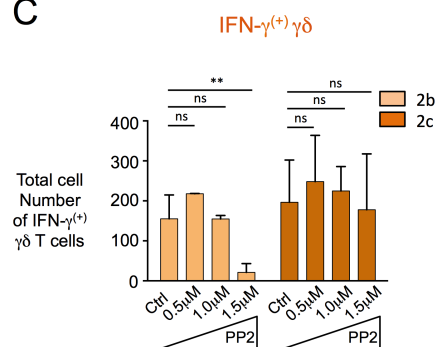 C
IFN-γ(+) γδ
**
ns
ns
ns
ns
ns
2b
2c
Total cell
Number
of IFN-γ(+)
γδ T cells
400
300
200
100
0
Ctrl
0.5μM
1.0μM
1.5μM
Ctrl
0.5μM
1.0μM
1.5μM
PP2
PP2